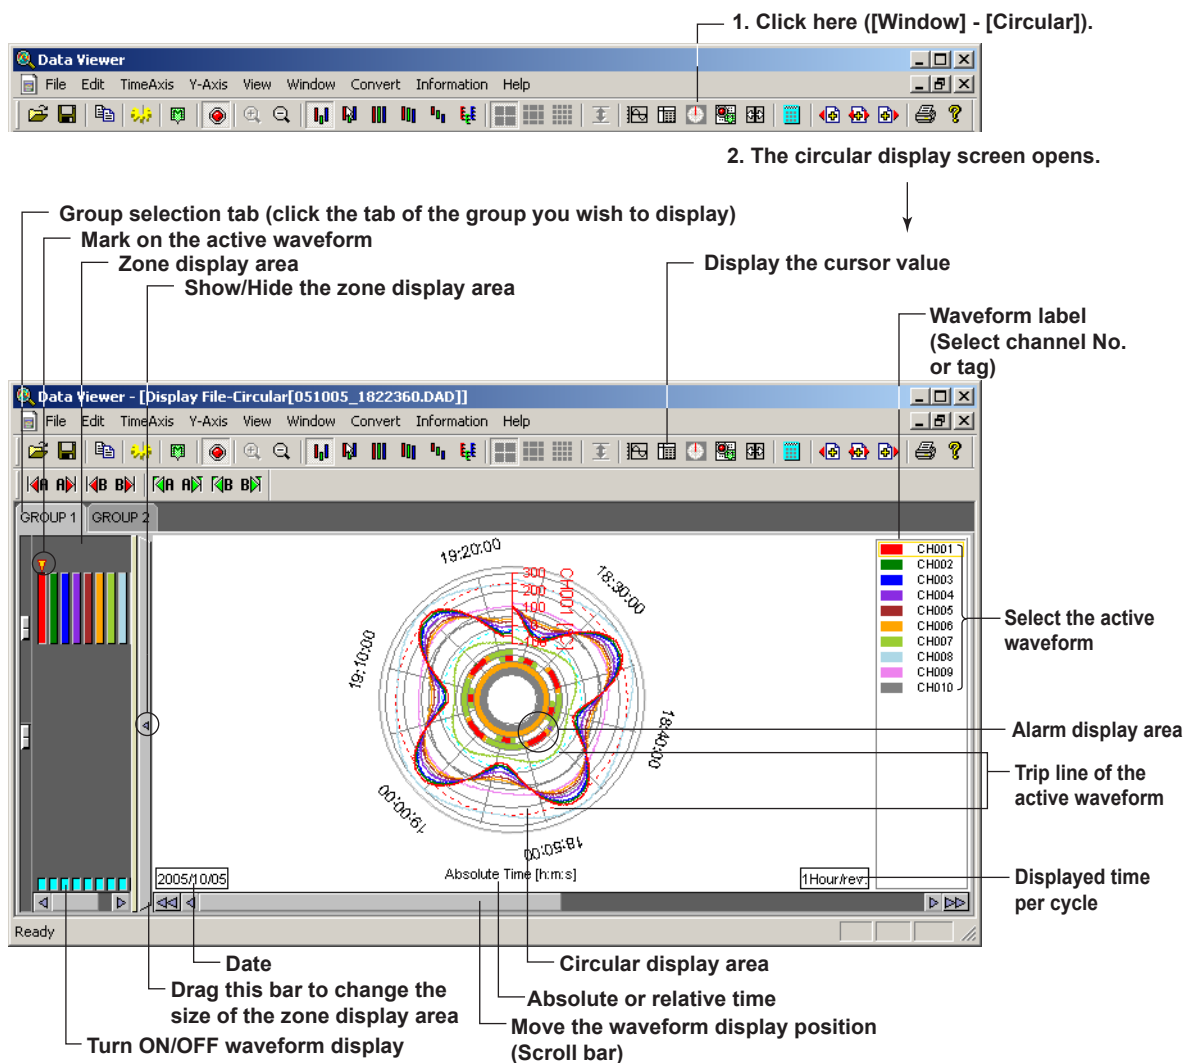 1. Click here ([Window] - [Circular]).
Data Viewer
File Edit TimeAxis Y-Axis View Window Convert Information Help
2. The circular display screen opens.
Group selection tab (click the tab of the group you wish to display)
Mark on the active waveform
Zone display area
Show/Hide the zone display area
Display the cursor value
Waveform label
(Select channel No.
or tag)
Data Viewer - [Display File-Circular[051005_1822360.DAD]]
File Edit TimeAxis Y-Axis View Window Convert Information Help
A A B B A A B B
GROUP 1 GROUP 2
19:20:00
18:30:00
18:40:00
18:50:00
19:00:00
19:10:00
300
200
100
CH001
CH001
CH002
CH003
CH004
CH005
CH006
CH007
CH008
CH009
CH010
Select the active
waveform
Alarm display area
Trip line of the
active waveform
2005/10/05
Absolute Time [h:m:s]
1Hour/rev.
Displayed time
per cycle
Ready
Date
Drag this bar to change the
size of the zone display area
Turn ON/OFF waveform display
Circular display area
Absolute or relative time
Move the waveform display position
(Scroll bar)